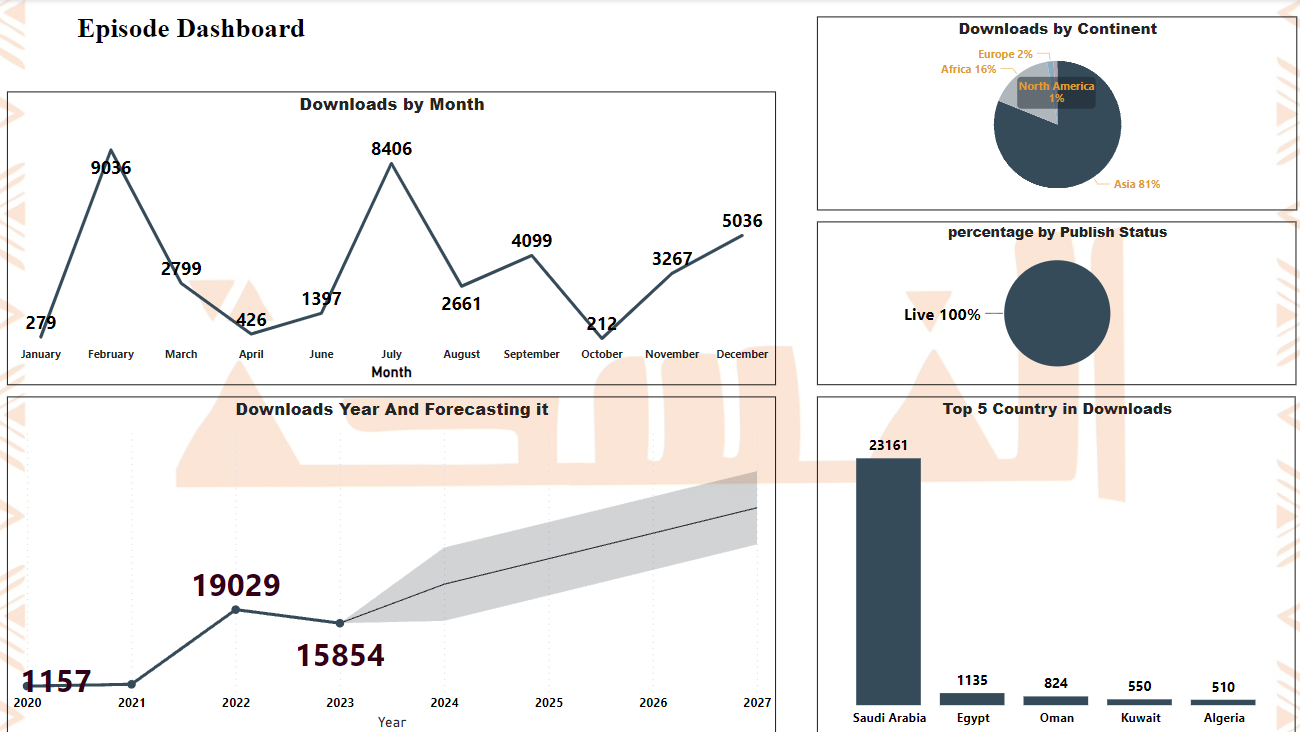 Episode Dashboard
Downloads by Month
279
9036
2799
426
1397
8406
2661
4099
212
3267
5036
January February March April June July August September October November December
Month
Downloads Year And Forecasting it
1157
19029
15854
2020 2021 2022 2023 2024 2025 2026 2027
Year
Downloads by Continent
Europe 2%
Africa 16%
North America
1%
Asia 81%
percentage by Publish Status
Live 100%
Top 5 Country in Downloads
23161
1135
824
550
510
Saudi Arabia Egypt Oman Kuwait Algeria